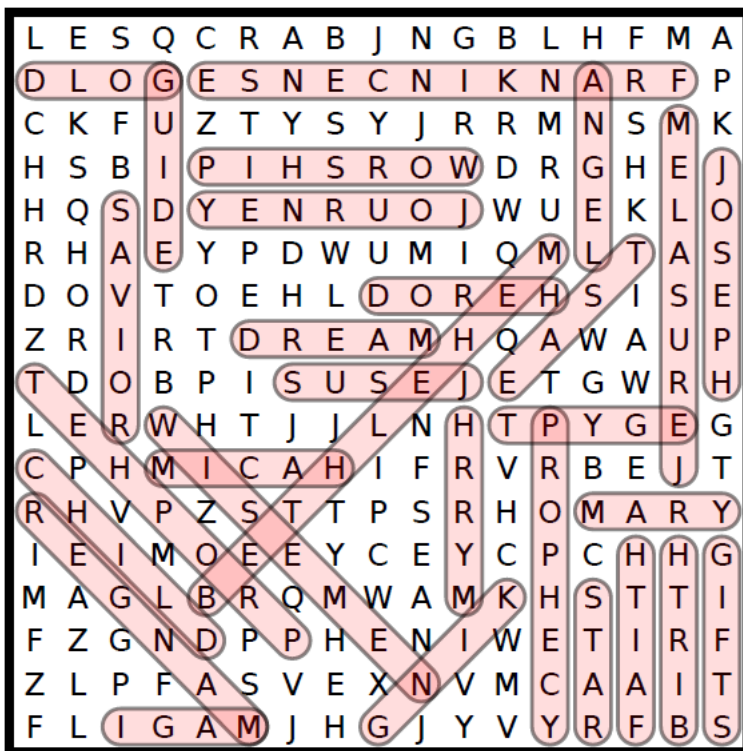 L E S Q C R A B J N G B L H F M A
D L O G E S N E C N I K N A R F P
C K F U Z T Y S Y J R R M N S M K
H S B I P I H S R O W D R G H E J
H Q S D Y E N R U O J W U E K L O
R H A E Y P D W U M I Q M L T A S
D O V T O E H L D O R E H S I S E
Z R I R T D R E A M H Q A W A U P
T D O B P I S U S E J E T G W R H
L E R W H T J J L N H T P Y G E G
C P H M I C A H I F R V R B E J T
R H V P Z S T T P S R H O M A R Y
I E I M O E E Y C E Y C P C H H G
M A G L B R Q M W A M K H S T T I
F Z G N D P P H E N I W E T I R F
Z L P F A S V E X N V M C A A I T
F L I G A M J H G J Y V Y R F B S